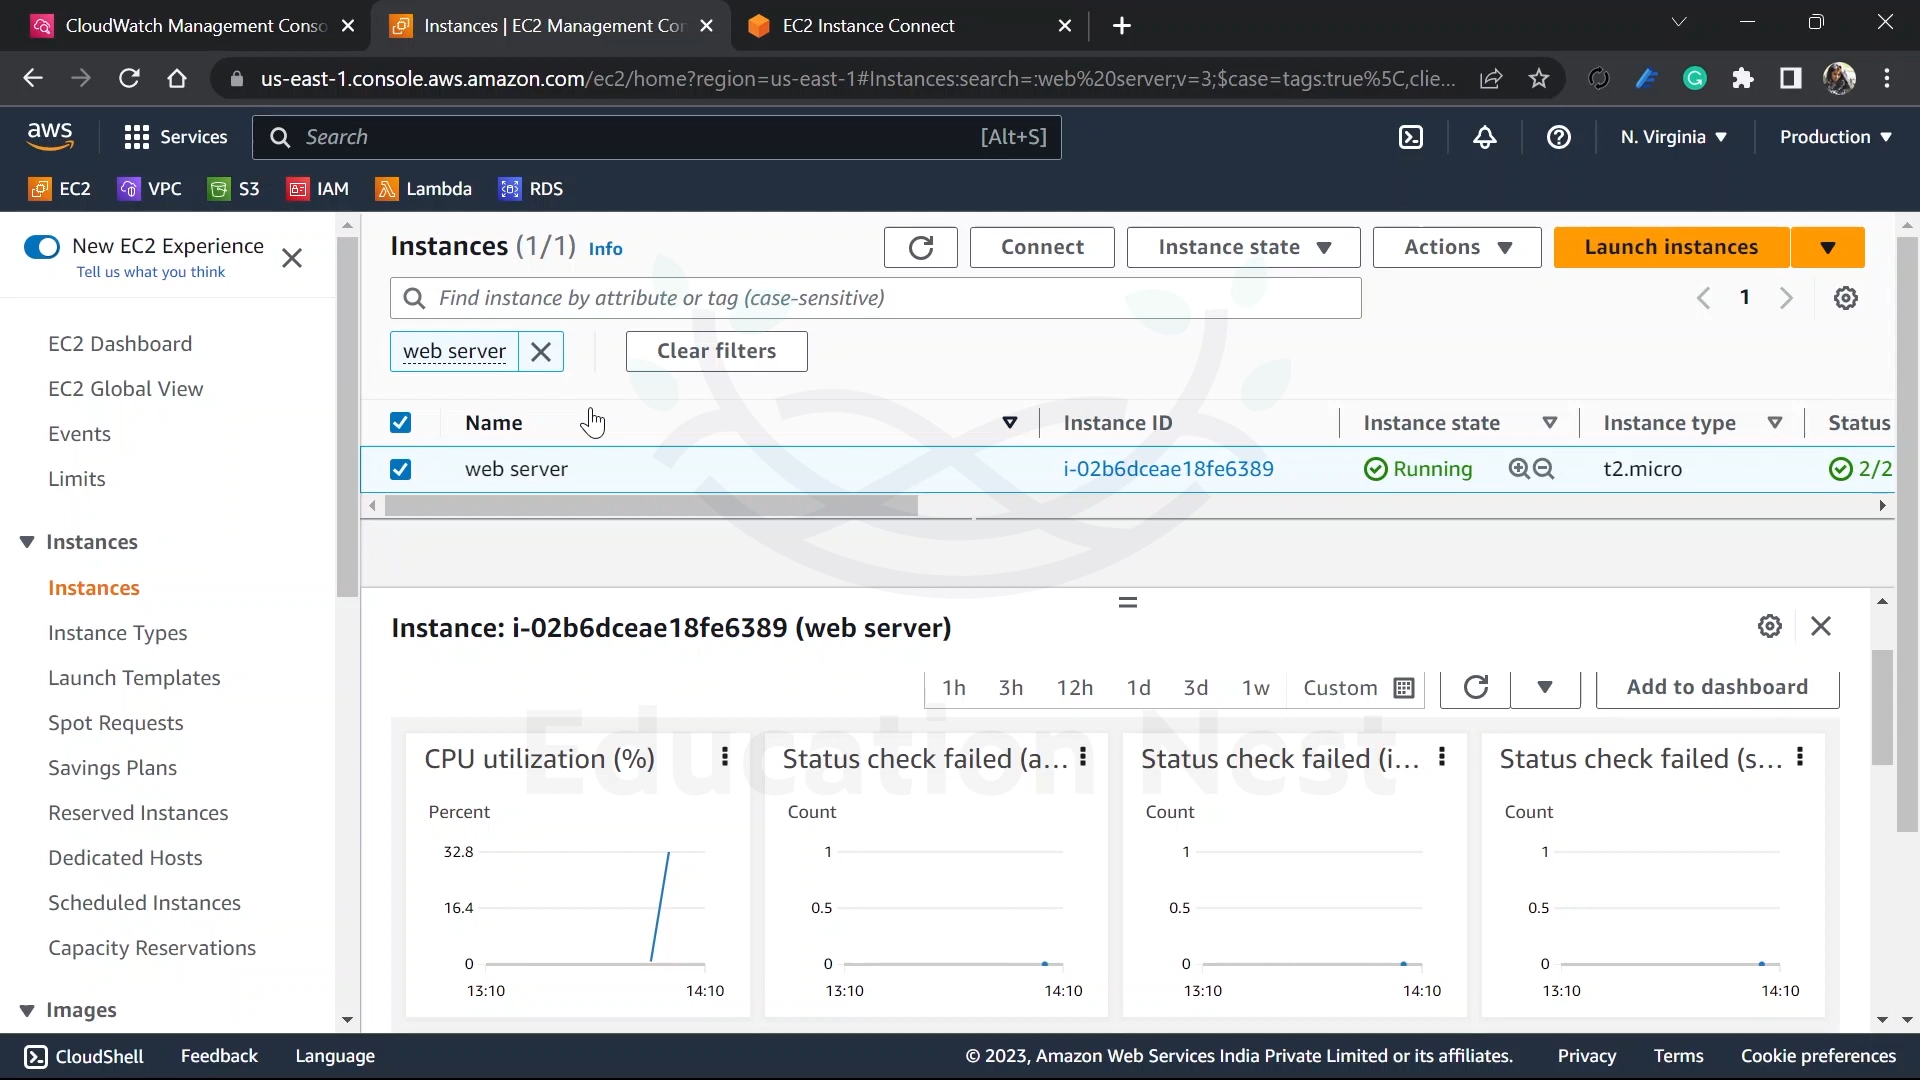 CloudWatch Management Conso
Instances | EC2 Management Con
EC2 Instance Connect
us-east-1.console.aws.amazon.com/ec2/home?region=us-east-1#Instances:search=:web%20server;v=3;$case=tags:true%5C,clie...
aws
Services
Search
[Alt+S]
N. Virginia
Production
EC2
VPC
S3
IAM
Lambda
RDS
New EC2 Experience
Tell us what you think
EC2 Dashboard
EC2 Global View
Events
Limits
Instances
Instances
Instance Types
Launch Templates
Spot Requests
Savings Plans
Reserved Instances
Dedicated Hosts
Scheduled Instances
Capacity Reservations
Images
Instances (1/1) Info
Connect
Instance state
Actions
Launch instances
Find instance by attribute or tag (case-sensitive)
1
web server
Clear filters
Name
Instance ID
Instance state
Instance type
Status
web server
i-02b6dceae18fe6389
Running
t2.micro
2/2
Instance: i-02b6dceae18fe6389 (web server)
1h 3h 12h 1d 3d 1w Custom
Add to dashboard
Education Nest
CPU utilization (%)
Percent
32.8
16.4
0
13:10
14:10
Status check failed (a...
Count
1
0.5
0
13:10
14:10
Status check failed (i...
Count
1
0.5
0
13:10
14:10
Status check failed (s...
Count
1
0.5
0
13:10
14:10
CloudShell
Feedback
Language
© 2023, Amazon Web Services India Private Limited or its affiliates.
Privacy
Terms
Cookie preferences